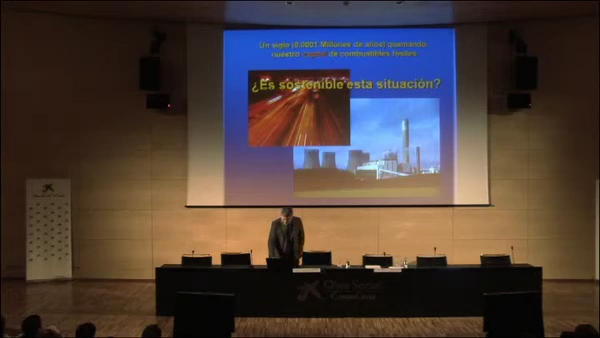 Un siglo (0.0001 Millones de años) quemando
nuestro de combustibles fósiles
¿Es sostenible esta situación?
Obra Social